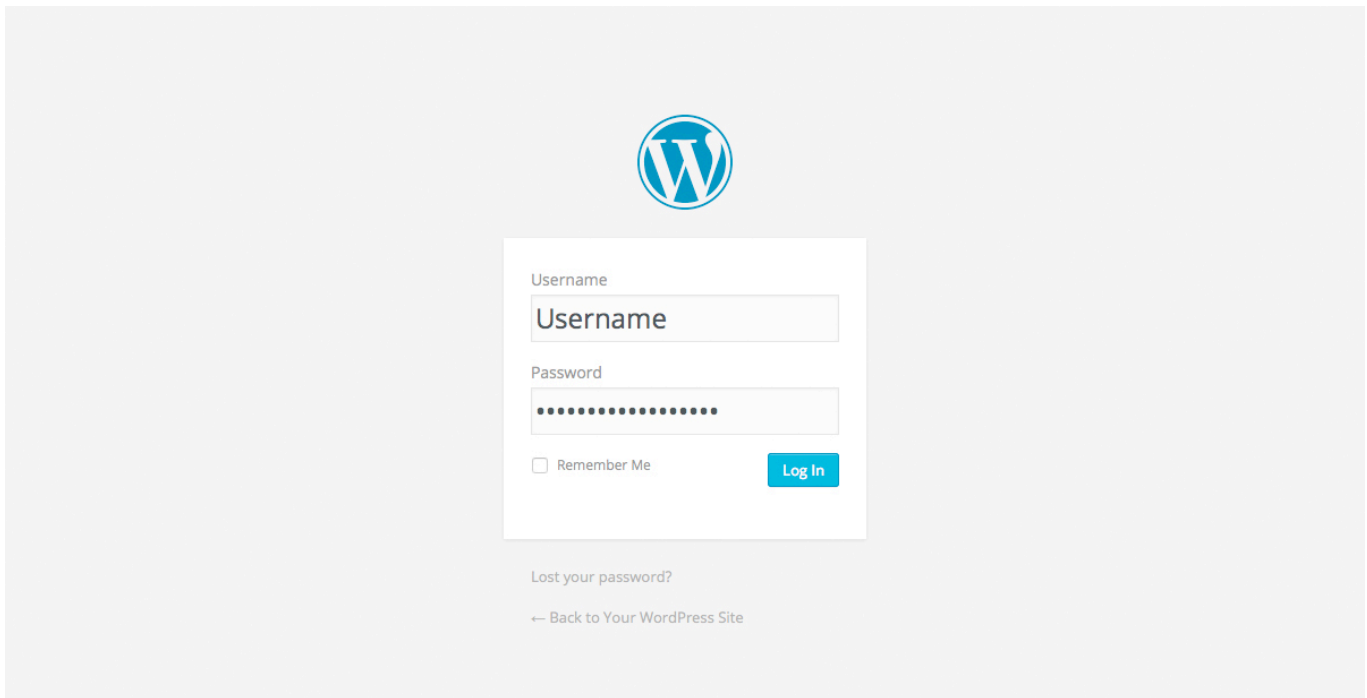 Username
Username
Password
••••••••••••••••••
Remember Me
Log In
Lost your password?
← Back to Your WordPress Site